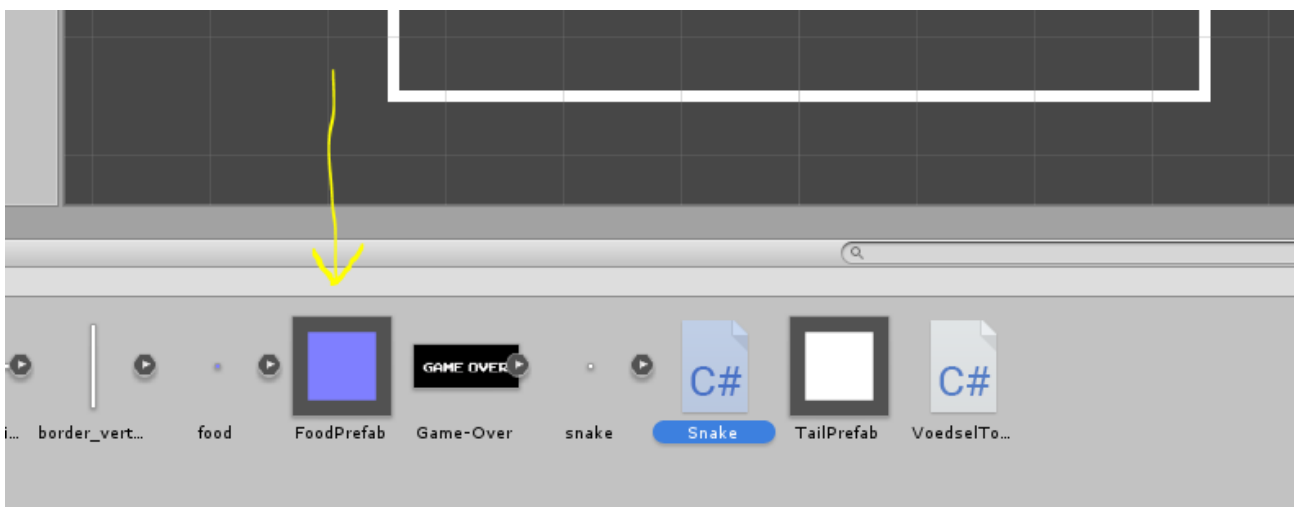 GAME OVER
C#
C#
i... border_vert... food FoodPrefab Game-Over snake Snake TailPrefab VoedselTo...